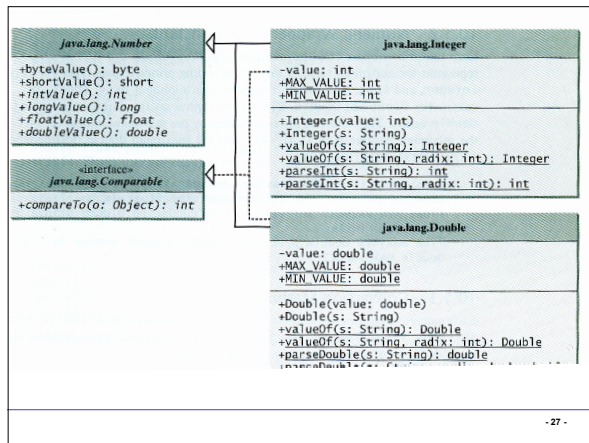 java.lang.Number
+byteValue(): byte
+shortValue(): short
+intValue(): int
+longValue(): long
+floatValue(): float
+doubleValue(): double
«interface»
java.lang.Comparable
+compareTo(o: Object): int
java.lang.Integer
-value: int
+MAX_VALUE: int
+MIN_VALUE: int
+Integer(value: int)
+Integer(s: String)
+valueOf(s: String): Integer
+valueOf(s: String, radix: int): Integer
+parseInt(s: String): int
+parseInt(s: String, radix: int): int
java.lang.Double
-value: double
+MAX_VALUE: double
+MIN_VALUE: double
+Double(value: double)
+Double(s: String)
+valueOf(s: String): Double
+valueOf(s: String, radix: int): Double
+parseDouble(s: String): double
- 27 -